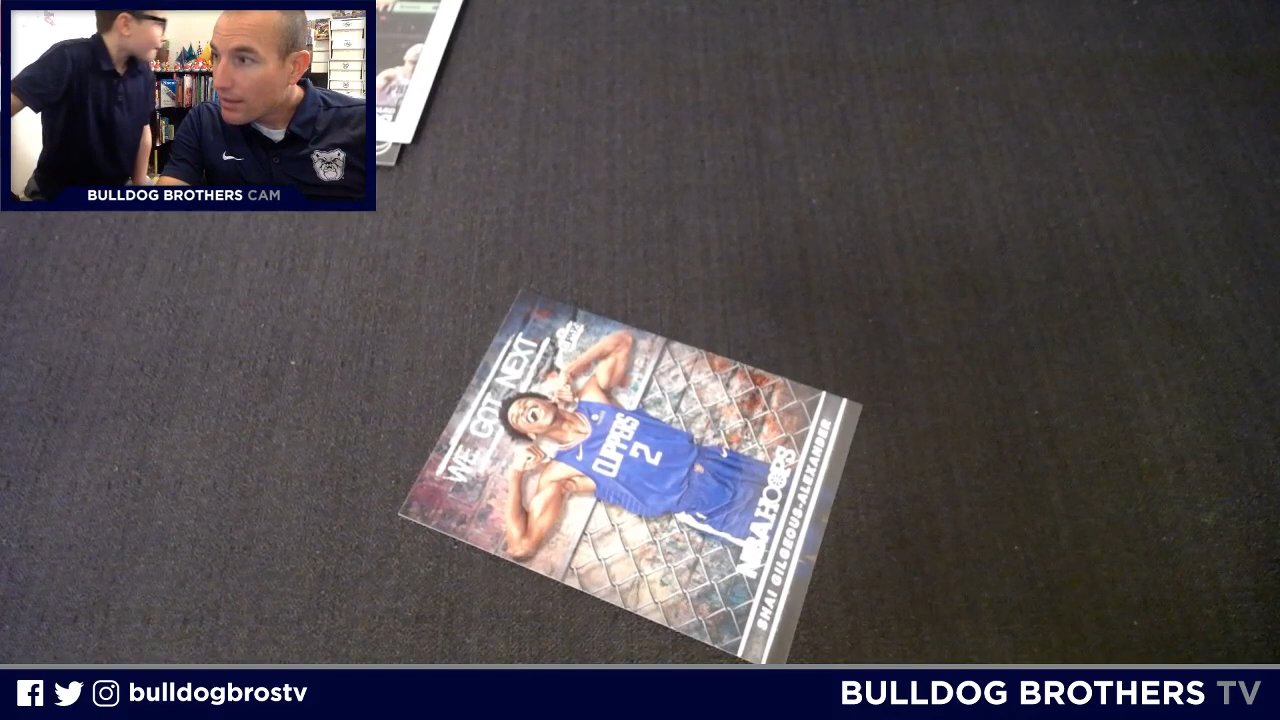 BULLDOG BROTHERS CAM
WE GOT NEXT
CLIPPERS
2
NBA HOOPS
SHAI GILGEOUS-ALEXANDER
bulldogbrostv
BULLDOG BROTHERS TV